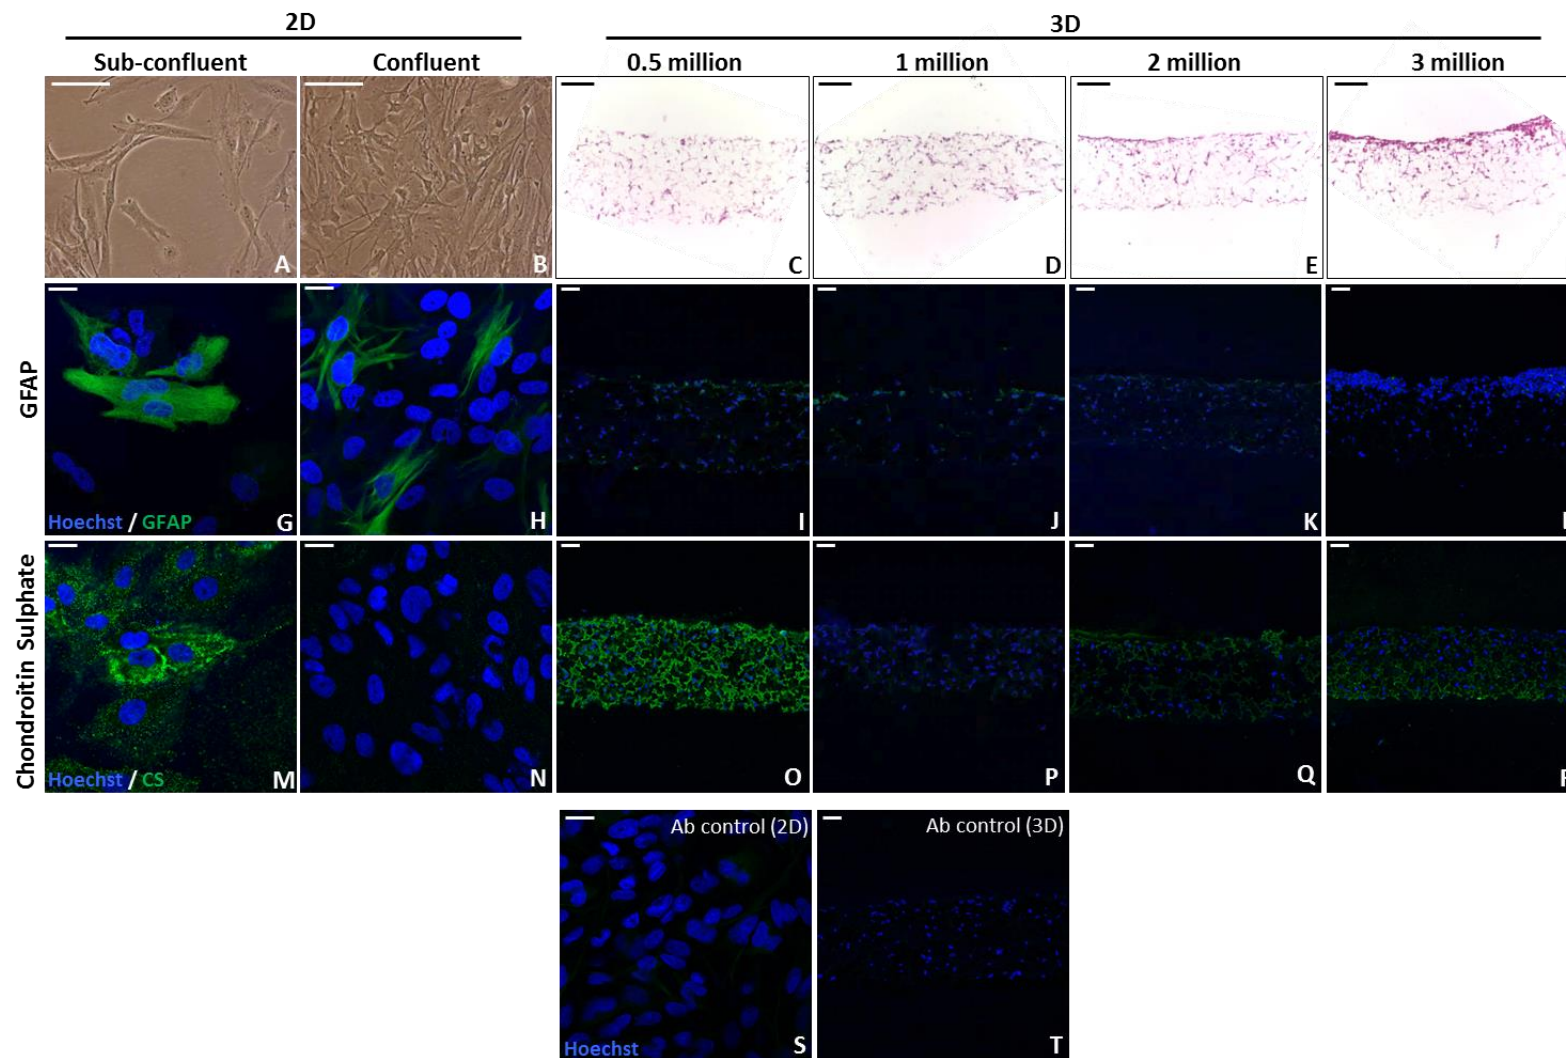 2D 3D
Sub-confluent Confluent 0.5 million 1 million 2 million 3 million
A B C D E
GFAP
Hoechst / GFAP G H I J K
Chondroitin Sulphate
Hoechst / CS M N O P Q
Ab control (2D) Ab control (3D)
Hoechst S T